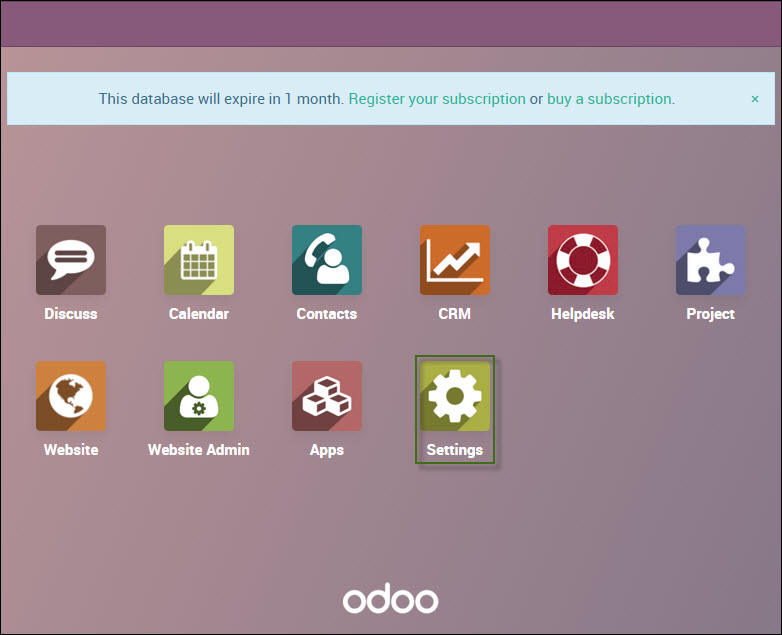 This database will expire in 1 month. Register your subscription or buy a subscription. ×
Discuss Calendar Contacts CRM Helpdesk Project
Website Website Admin Apps Settings
odoo